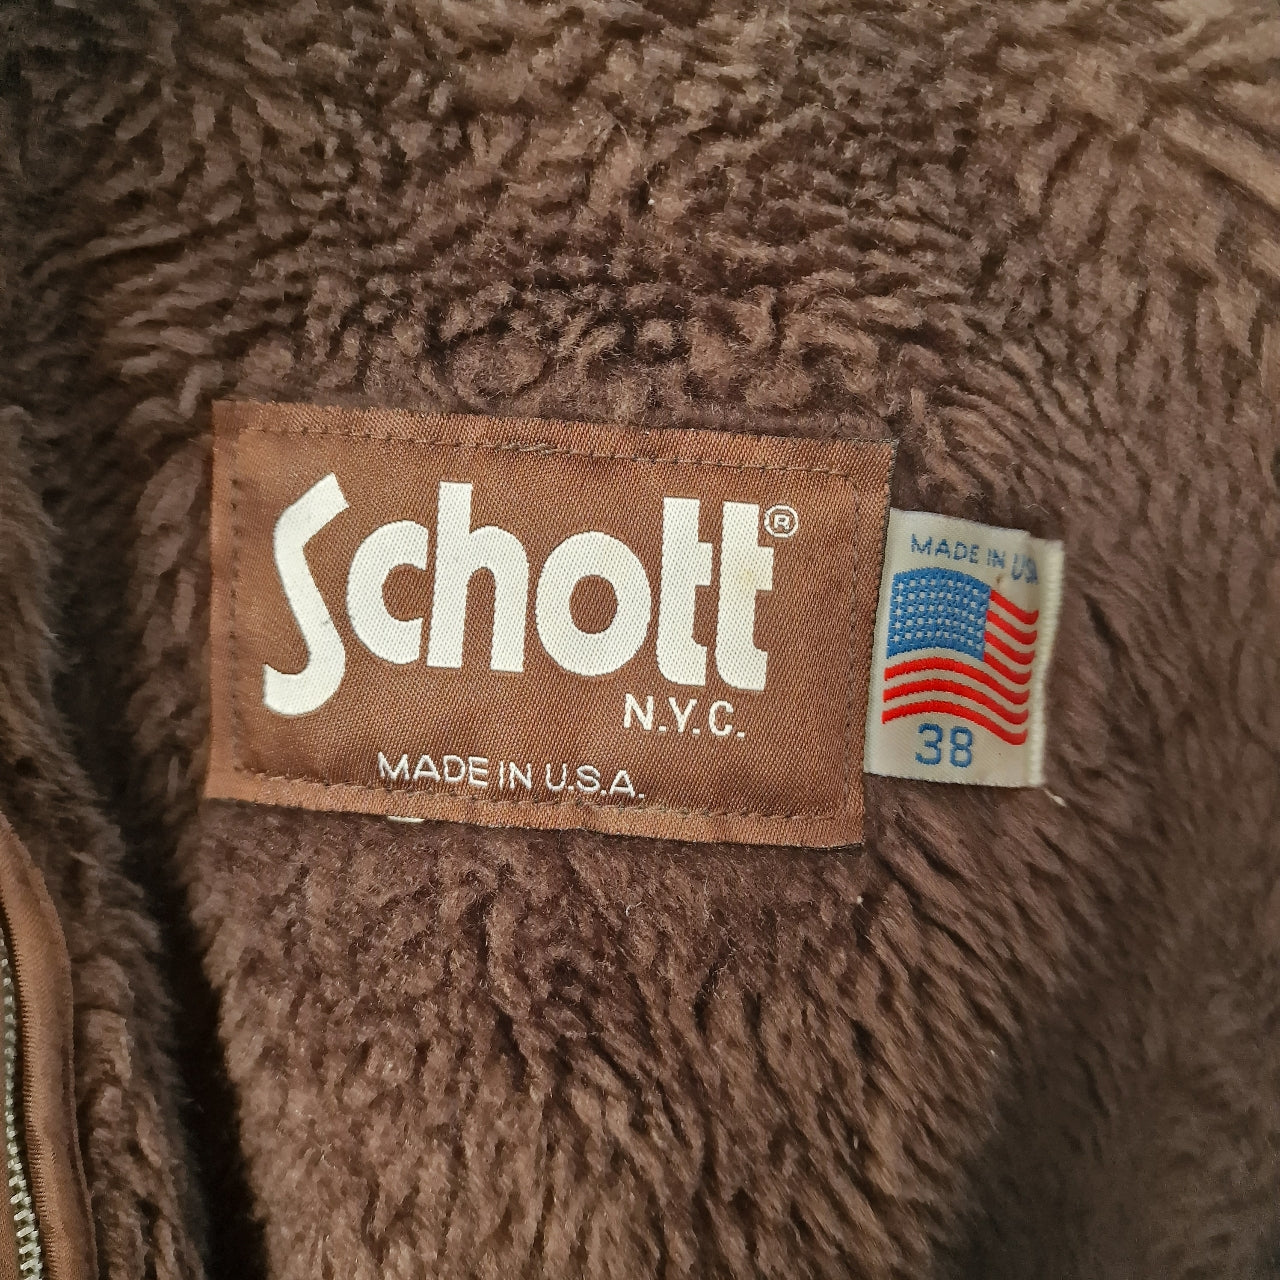 Schott®
N.Y.C.
MADE IN U.S.A.
MADE IN USA
38